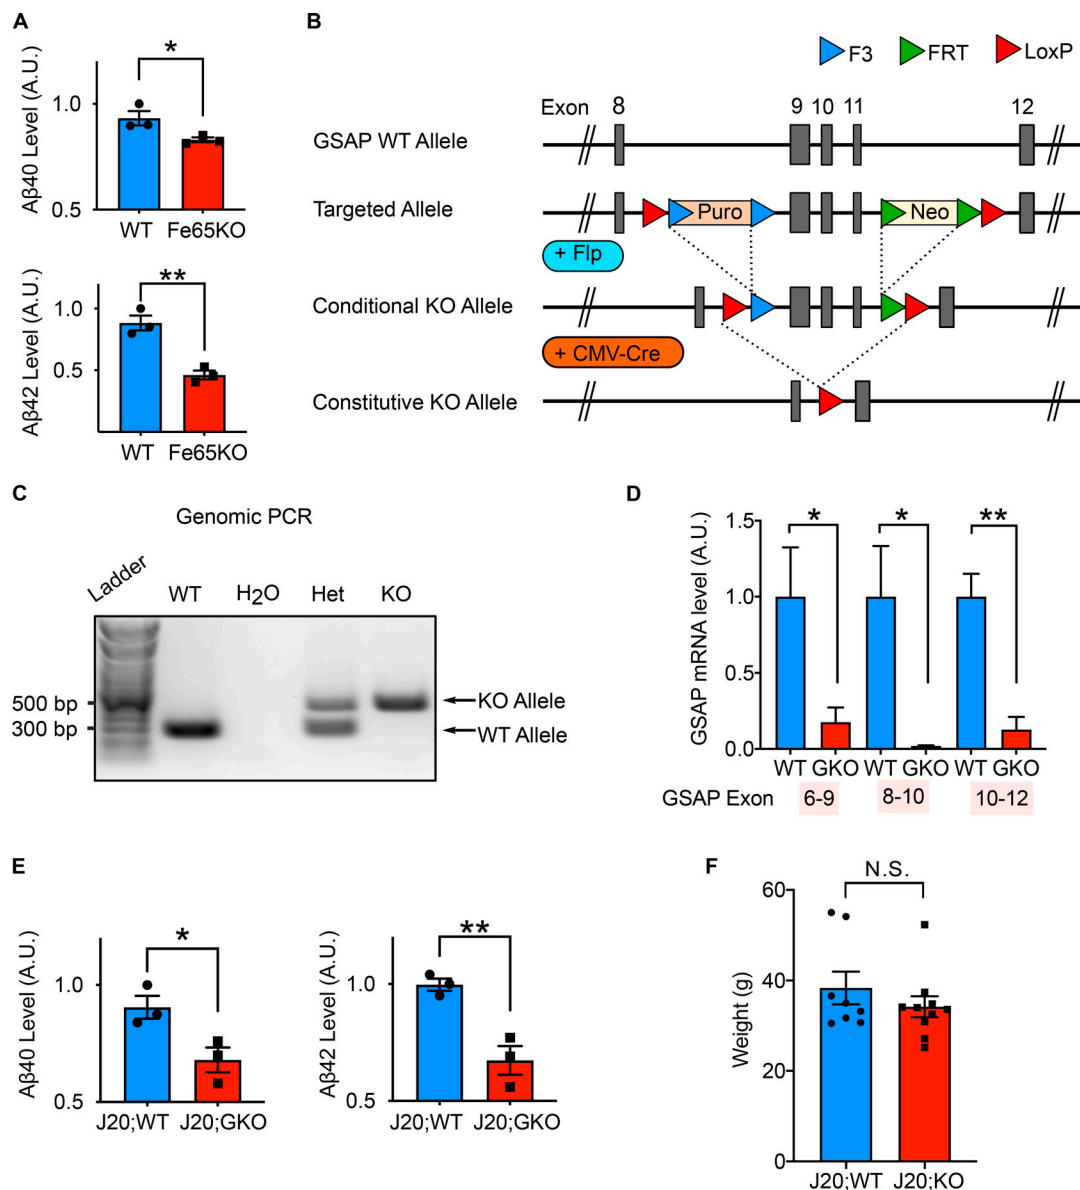 A
Aβ40 Level (A.U.)
1.0
0.5
*
WT Fe65KO
Aβ42 Level (A.U.)
1.0
0.5
**
WT Fe65KO
B
F3 FRT LoxP
Exon 8 9 10 11 12
GSAP WT Allele
Targeted Allele
Puro Neo
+ Flp
Conditional KO Allele
+ CMV-Cre
Constitutive KO Allele
C
Genomic PCR
Ladder WT H2O Het KO
500 bp
300 bp
KO Allele
WT Allele
D
GSAP mRNA level (A.U.)
1.5
1.0
0.5
0.0
* * **
WT GKO WT GKO WT GKO
GSAP Exon 6-9 8-10 10-12
E
Aβ40 Level (A.U.)
1.0
0.5
*
J20;WT J20;GKO
Aβ42 Level (A.U.)
1.0
0.5
**
J20;WT J20;GKO
F
N.S.
Weight (g)
60
40
20
0
J20;WT J20;KO